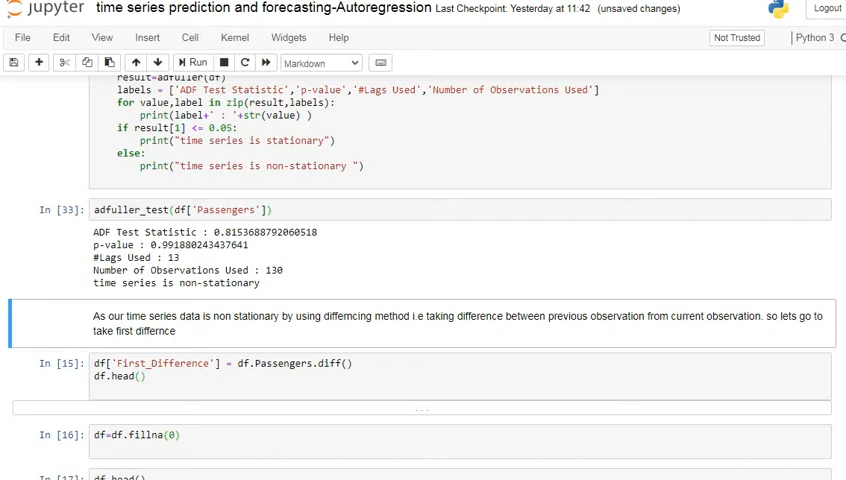 jupyter time series prediction and forecasting-Autoregression Last Checkpoint: Yesterday at 11:42 (unsaved changes) Logout
File Edit View Insert Cell Kernel Widgets Help Not Trusted Python 3
Run Markdown
result=adfuller(df)
labels = ['ADF Test Statistic','p-value','#Lags Used','Number of Observations Used']
for value,label in zip(result,labels):
print(label+' : '+str(value) )
if result[1] <= 0.05:
print("time series is stationary")
else:
print("time series is non-stationary ")
In [33]: adfuller_test(df['Passengers'])
ADF Test Statistic : 0.8153688792060518
p-value : 0.991880243437641
#Lags Used : 13
Number of Observations Used : 130
time series is non-stationary
As our time series data is non stationary by using differncing method i.e taking difference between previous observation from current observation. so lets go to
take first differnce
In [15]: df['First_Difference'] = df.Passengers.diff()
df.head()
...
In [16]: df=df.fillna(0)
In [17]: df.head()